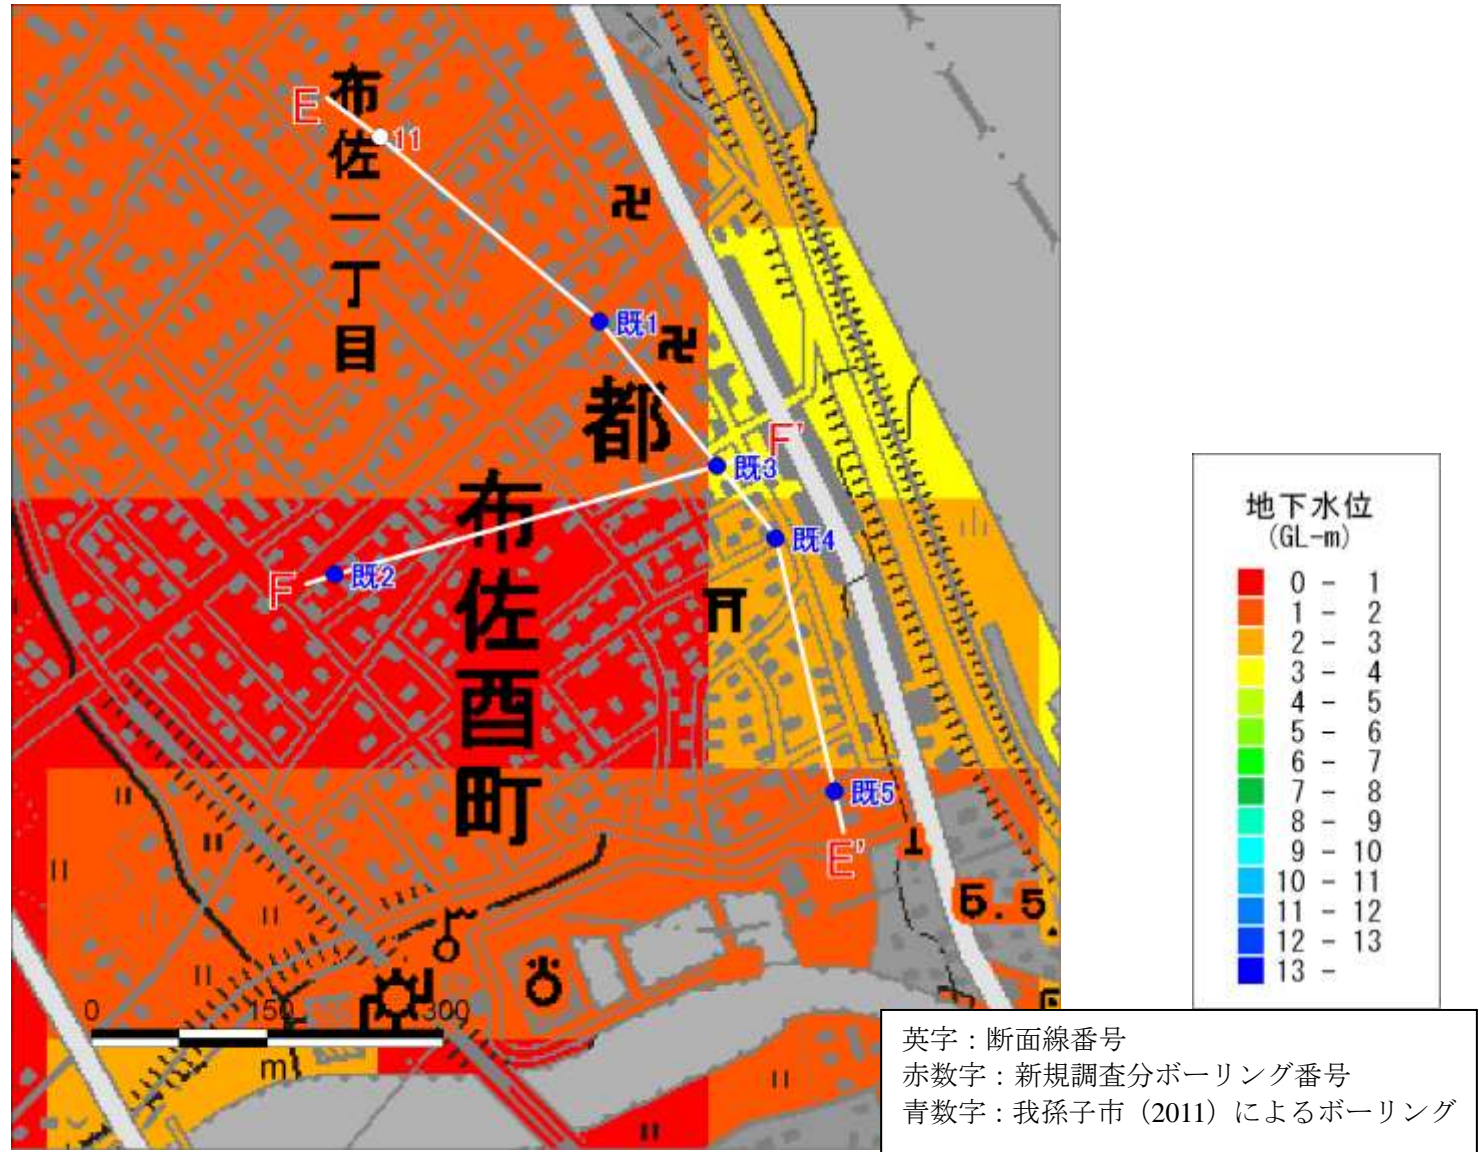 布佐一丁目
E
11
既1
都
F'
既3
布佐酉町
既4
F
既2
既5
E'
5.5
0 150 300
m
地下水位
(GL-m)
0 - 1
1 - 2
2 - 3
3 - 4
4 - 5
5 - 6
6 - 7
7 - 8
8 - 9
9 - 10
10 - 11
11 - 12
12 - 13
13 -
英字：断面線番号
赤数字：新規調査分ボーリング番号
青数字：我孫子市（2011）によるボーリング